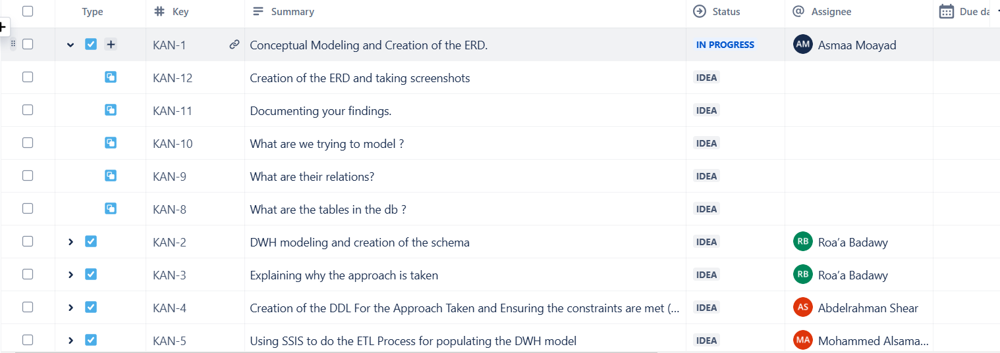 Type Key Summary Status Assignee Due da
KAN-1 Conceptual Modeling and Creation of the ERD. IN PROGRESS AM Asmaa Moayad
KAN-12 Creation of the ERD and taking screenshots IDEA
KAN-11 Documenting your findings. IDEA
KAN-10 What are we trying to model ? IDEA
KAN-9 What are their relations? IDEA
KAN-8 What are the tables in the db ? IDEA
KAN-2 DWH modeling and creation of the schema IDEA RB Roa’a Badawy
KAN-3 Explaining why the approach is taken IDEA RB Roa’a Badawy
KAN-4 Creation of the DDL For the Approach Taken and Ensuring the constraints are met (... IDEA AS Abdelrahman Shear
KAN-5 Using SSIS to do the ETL Process for populating the DWH model IDEA MA Mohammed Alsama...